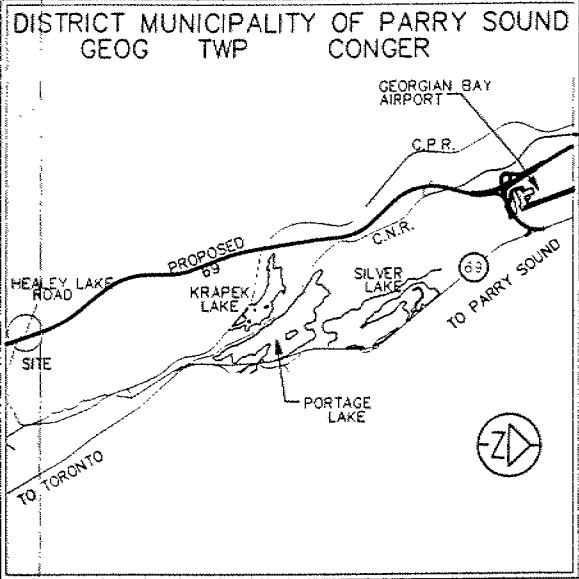 DISTRICT MUNICIPALITY OF PARRY SOUND
GEOG TWP CONGER
GEORGIAN BAY
AIRPORT
C.P.R.
C.N.R.
PROPOSED
69
HEALEY LAKE
ROAD
KRAPEK
LAKE
SILVER
LAKE
69
TO PARRY SOUND
SITE
PORTAGE
LAKE
TO TORONTO
Z